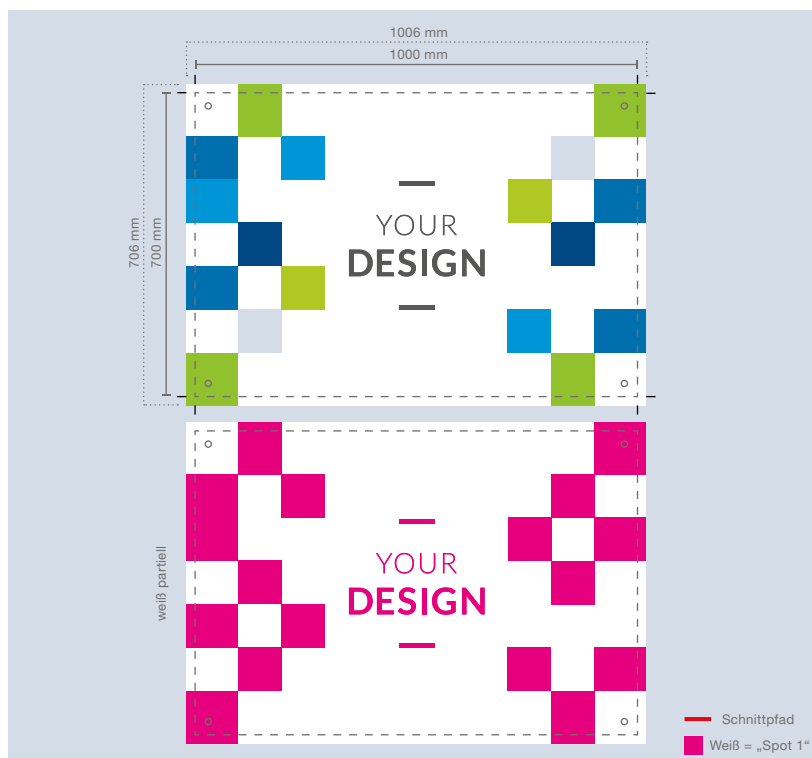 1006 mm
1000 mm
706 mm
700 mm
YOUR
DESIGN
weiß partiell
YOUR
DESIGN
Schnittpfad
Weiß = „Spot 1“